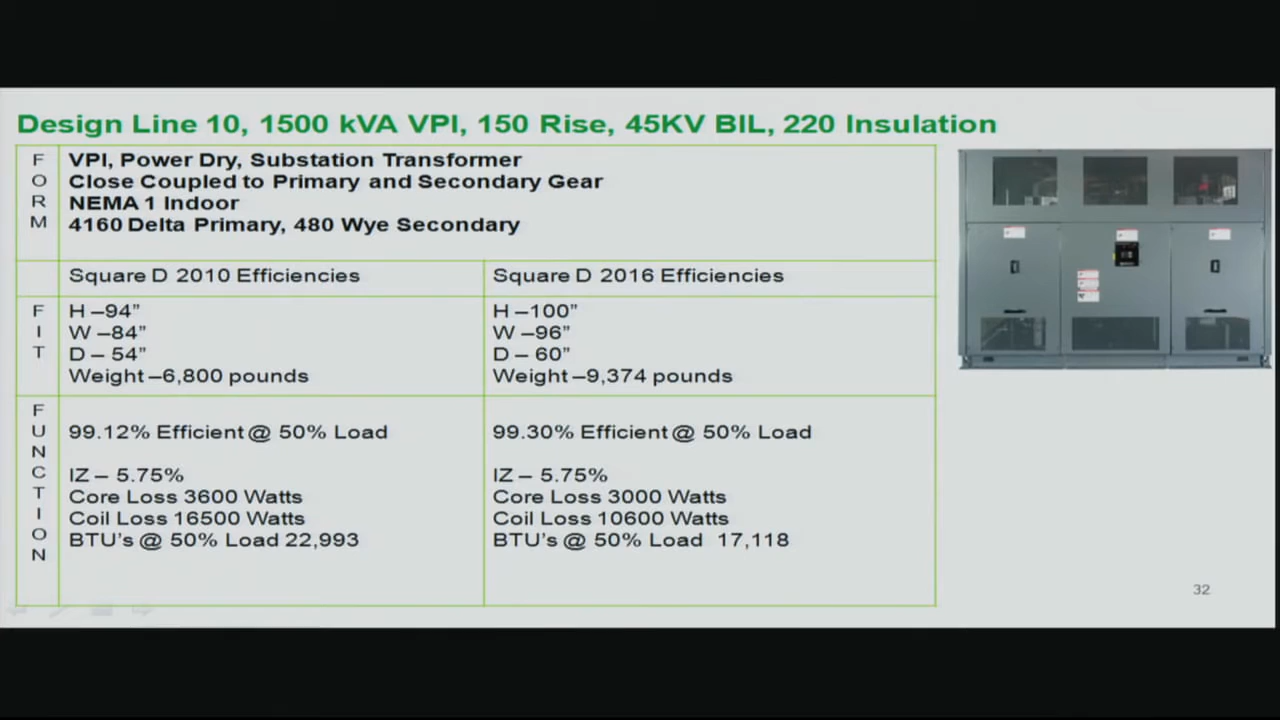 Design Line 10, 1500 kVA VPI, 150 Rise, 45KV BIL, 220 Insulation
FORM
VPI, Power Dry, Substation Transformer
Close Coupled to Primary and Secondary Gear
NEMA 1 Indoor
4160 Delta Primary, 480 Wye Secondary
Square D 2010 Efficiencies
Square D 2016 Efficiencies
FIT
H –94”
W –84”
D – 54”
Weight –6,800 pounds
H –100”
W –96”
D – 60”
Weight –9,374 pounds
FUNCTION
99.12% Efficient @ 50% Load
IZ – 5.75%
Core Loss 3600 Watts
Coil Loss 16500 Watts
BTU’s @ 50% Load 22,993
99.30% Efficient @ 50% Load
IZ – 5.75%
Core Loss 3000 Watts
Coil Loss 10600 Watts
BTU’s @ 50% Load 17,118
32